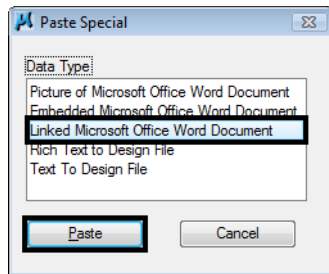 Paste Special
Data Type
Picture of Microsoft Office Word Document
Embedded Microsoft Office Word Document
Linked Microsoft Office Word Document
Rich Text to Design File
Text To Design File
Paste
Cancel